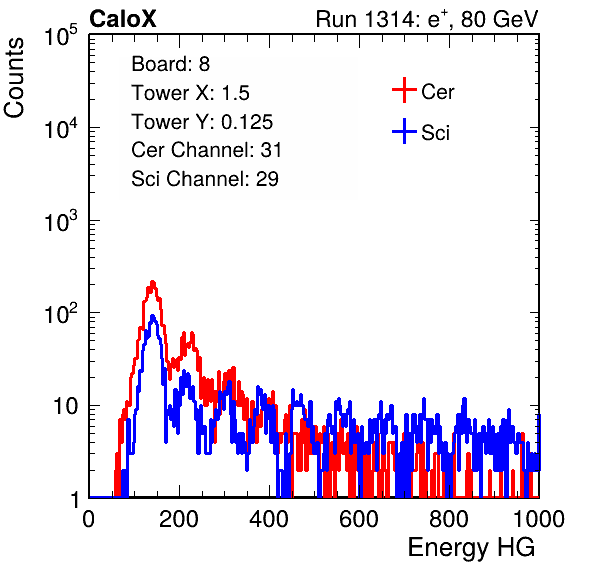 CaloX Run 1314: e⁺, 80 GeV
Counts
10⁵
10⁴
10³
10²
10
1
Board: 8
Tower X: 1.5
Tower Y: 0.125
Cer Channel: 31
Sci Channel: 29
Cer
Sci
0 200 400 600 800 1000
Energy HG